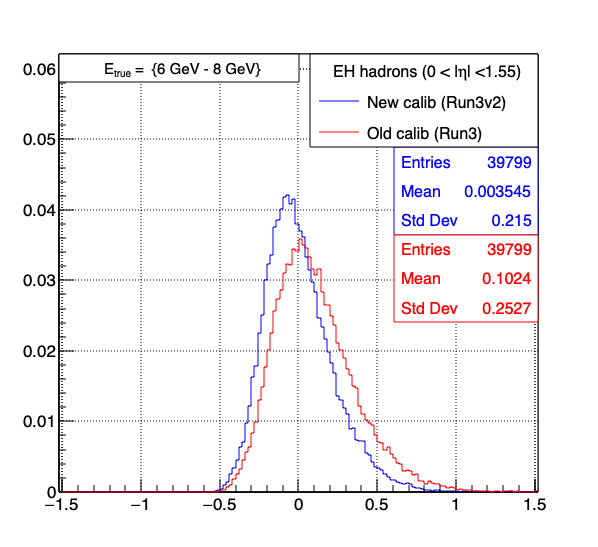 E_true = {6 GeV - 8 GeV}
EH hadrons (0 < |η| <1.55)
New calib (Run3v2)
Old calib (Run3)
Entries 39799
Mean 0.003545
Std Dev 0.215
Entries 39799
Mean 0.1024
Std Dev 0.2527
0.06
0.05
0.04
0.03
0.02
0.01
0
−1.5 −1 −0.5 0 0.5 1 1.5